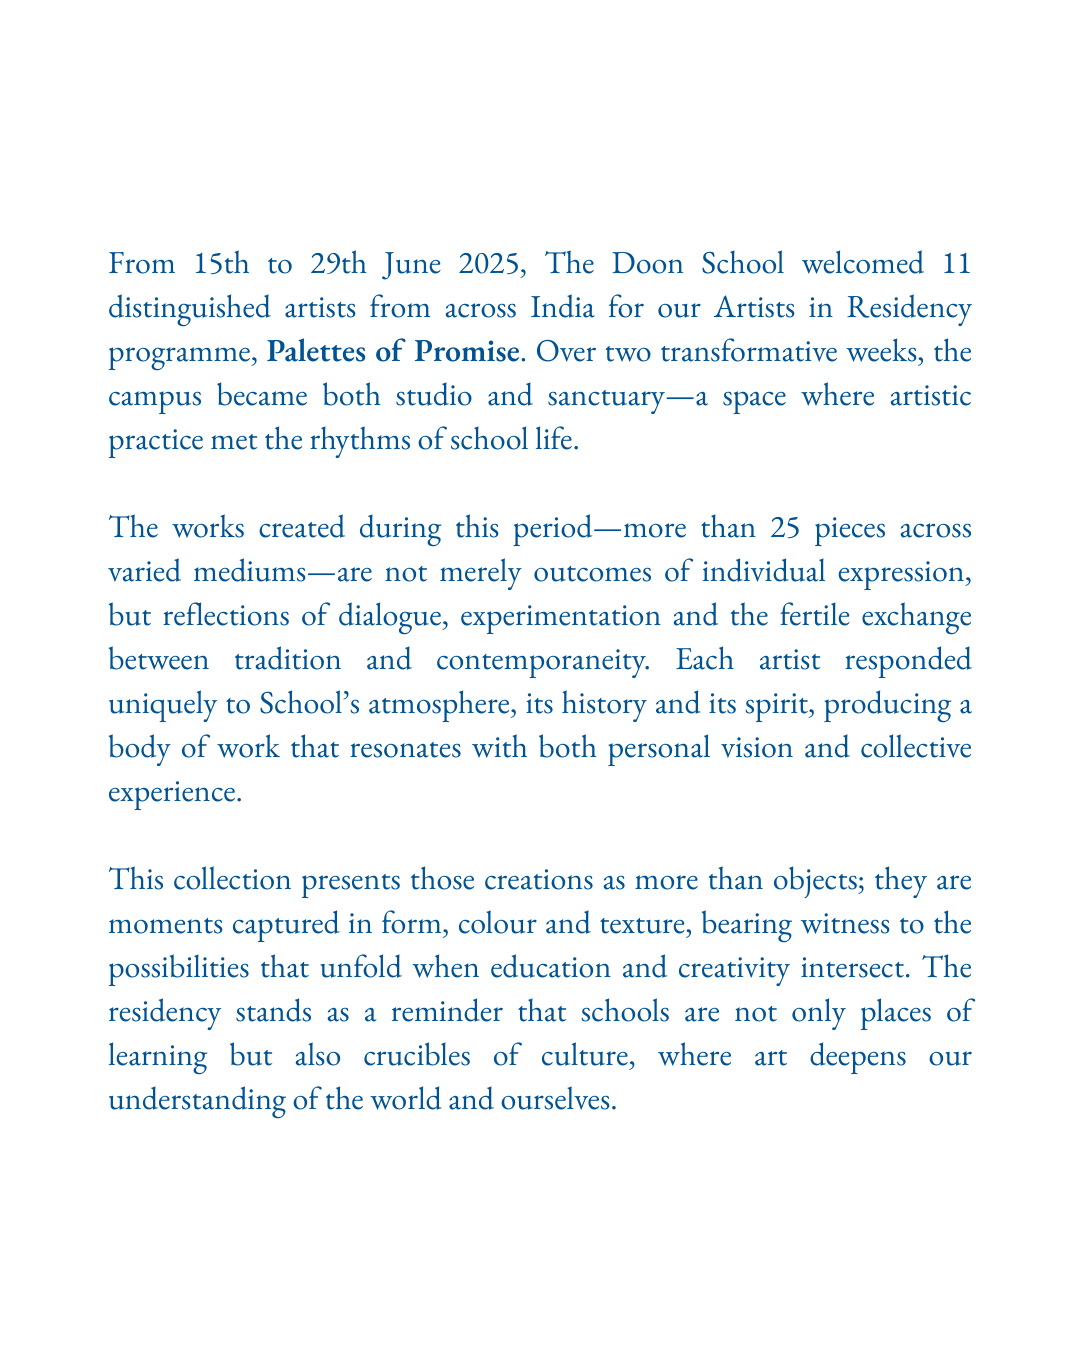 From 15th to 29th June 2025, The Doon School welcomed 11
distinguished artists from across India for our Artists in Residency
programme, Palettes of Promise. Over two transformative weeks, the
campus became both studio and sanctuary—a space where artistic
practice met the rhythms of school life.
The works created during this period—more than 25 pieces across
varied mediums—are not merely outcomes of individual expression,
but reflections of dialogue, experimentation and the fertile exchange
between tradition and contemporaneity. Each artist responded
uniquely to School’s atmosphere, its history and its spirit, producing a
body of work that resonates with both personal vision and collective
experience.
This collection presents those creations as more than objects; they are
moments captured in form, colour and texture, bearing witness to the
possibilities that unfold when education and creativity intersect. The
residency stands as a reminder that schools are not only places of
learning but also crucibles of culture, where art deepens our
understanding of the world and ourselves.